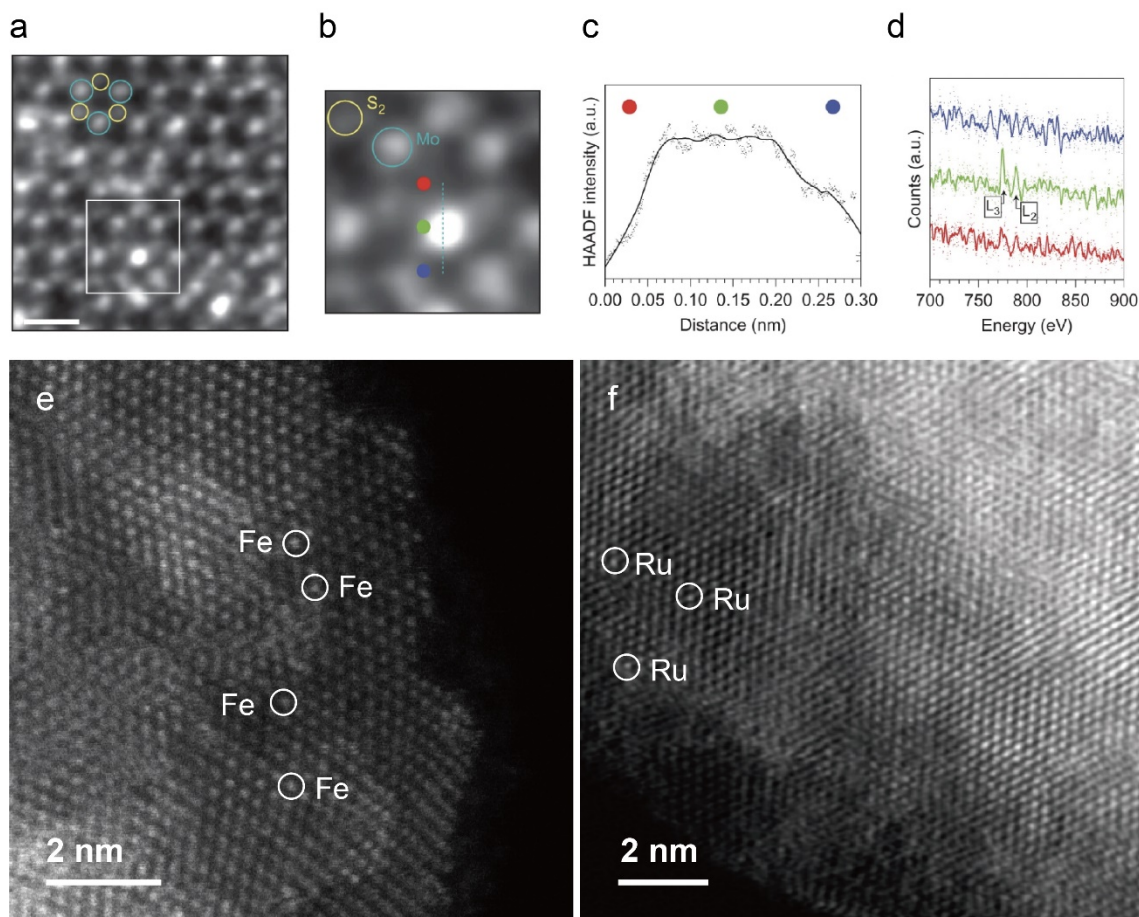 a
b
c
d
S₂
Mo
HAADF intensity (a.u.)
0.00 0.05 0.10 0.15 0.20 0.25 0.30
Distance (nm)
Counts (a.u.)
L₃
L₂
700 750 800 850 900
Energy (eV)
e
Fe
Fe
Fe
Fe
2 nm
f
Ru
Ru
Ru
2 nm